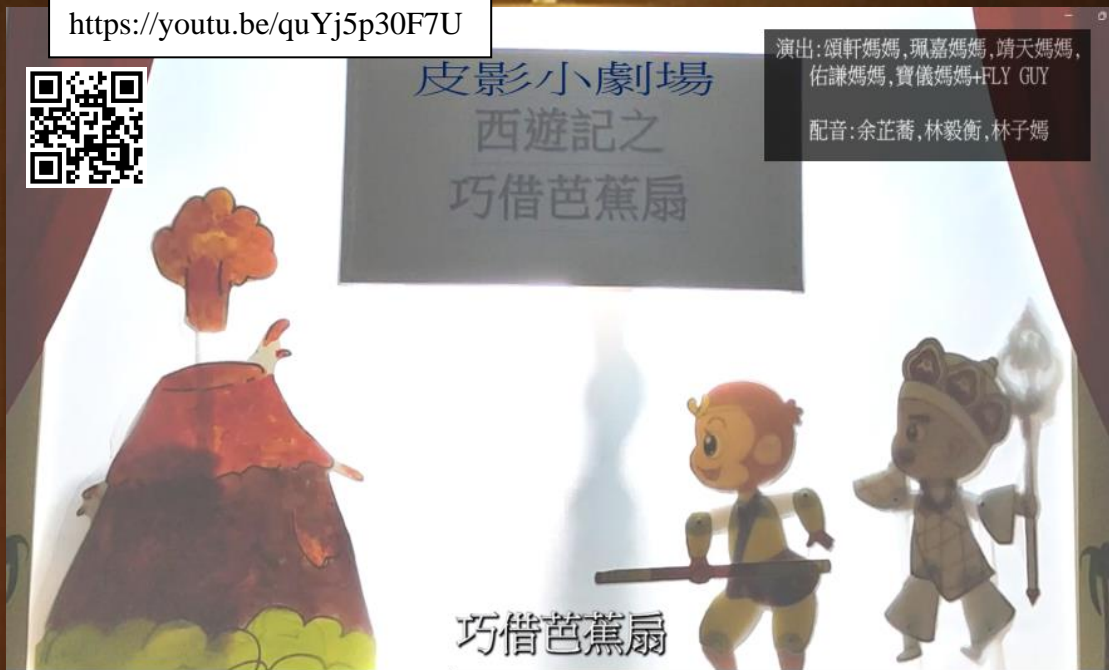 https://youtu.be/quYj5p30F7U
演出:頌軒媽媽,珮嘉媽媽,靖天媽媽,
佑謙媽媽,寶儀媽媽+FLY GUY
配音:余芷蕎,林毅衡,林子嫣
皮影小劇場
西遊記之
巧借芭蕉扇
巧借芭蕉扇